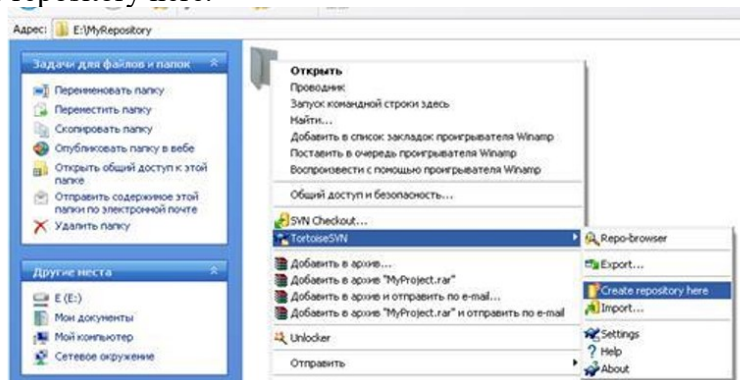 repository here.
Адрес: E:\MyRepository
Задачи для файлов и папок
Переименовать папку
Переместить папку
Скопировать папку
Опубликовать папку в вебе
Открыть общий доступ к этой
папке
Отправить содержимое этой
папки по электронной почте
Удалить папку
Другие места
E (E:)
Мои документы
Мой компьютер
Сетевое окружение
Открыть
Проводник
Запуск командной строки здесь
Найти...
Добавить в список закладок проигрывателя Winamp
Поставить в очередь проигрывателя Winamp
Воспроизвести с помощью проигрывателя Winamp
Общий доступ и безопасность...
SVN Checkout...
TortoiseSVN
Добавить в архив...
Добавить в архив "MyProject.rar"
Добавить в архив и отправить по e-mail...
Добавить в архив "MyProject.rar" и отправить по e-mail
Unlocker
Отправить
Repo-browser
Export...
Create repository here
Import...
Settings
Help
About